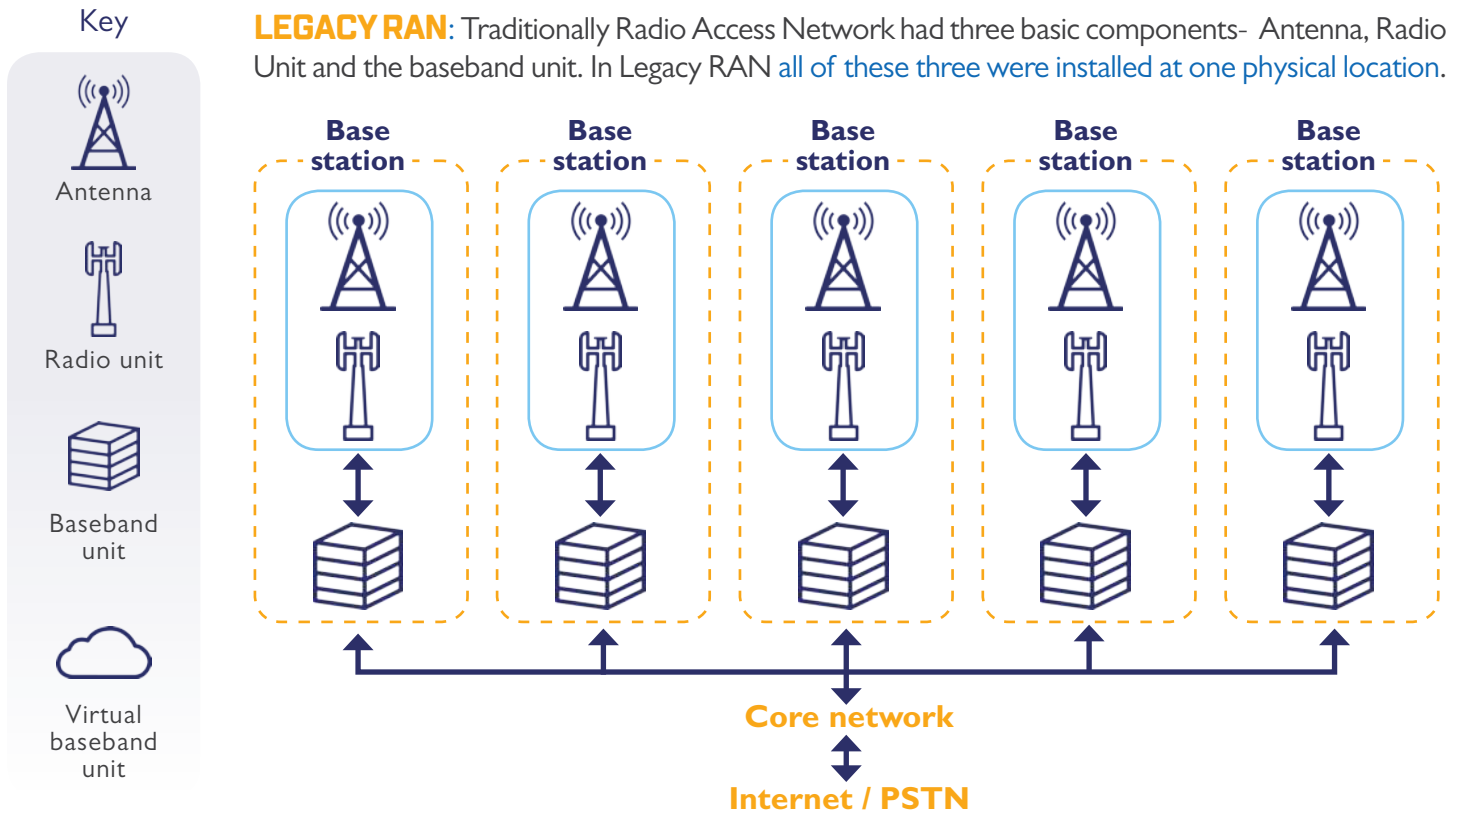 Key
Antenna
Radio unit
Baseband
unit
Virtual
baseband
unit
LEGACY RAN: Traditionally Radio Access Network had three basic components- Antenna, Radio
Unit and the baseband unit. In Legacy RAN all of these three were installed at one physical location.
Base
station
Base
station
Base
station
Base
station
Base
station
Core network
Internet / PSTN